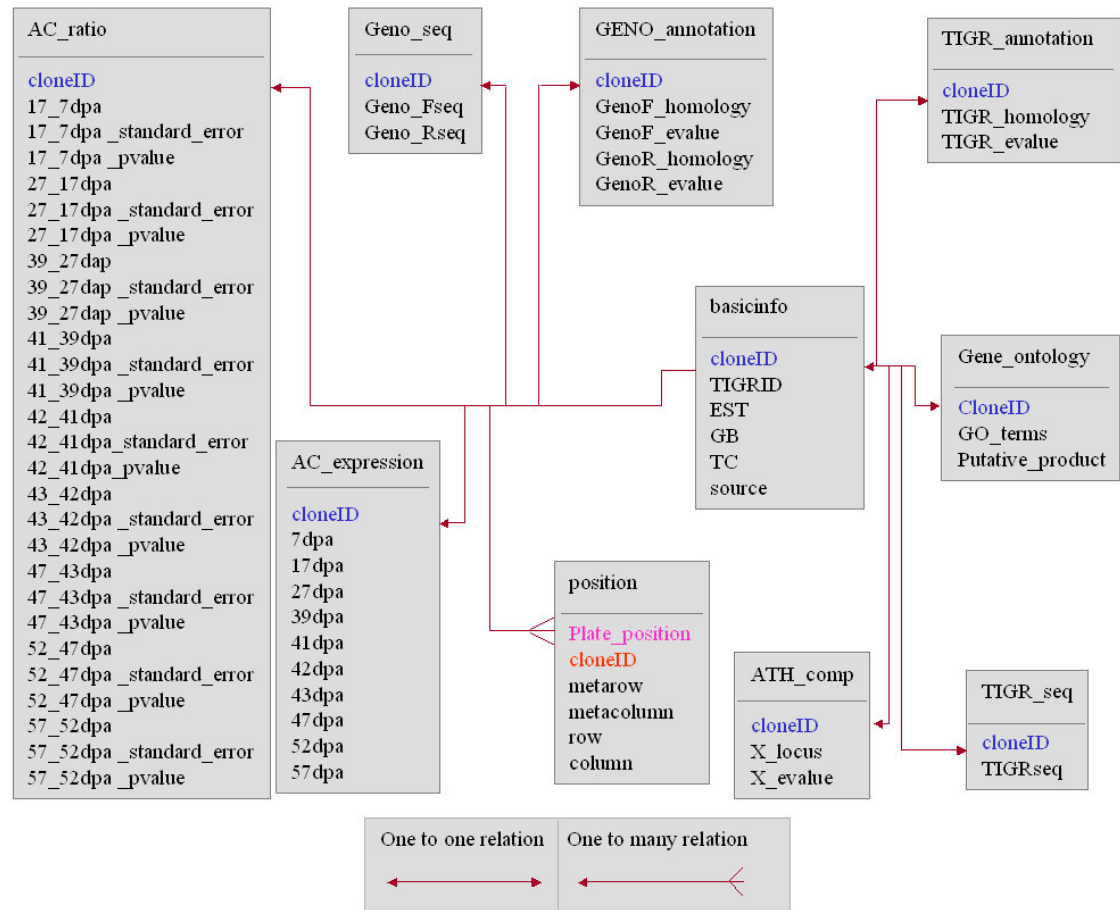 AC_ratio
cloneID
17_7dpa
17_7dpa _standard_error
17_7dpa _pvalue
27_17dpa
27_17dpa _standard_error
27_17dpa _pvalue
39_27dap
39_27dap _standard_error
39_27dap _pvalue
41_39dpa
41_39dpa _standard_error
41_39dpa _pvalue
42_41dpa
42_41dpa_standard_error
42_41dpa_pvalue
43_42dpa
43_42dpa _standard_error
43_42dpa _pvalue
47_43dpa
47_43dpa _standard_error
47_43dpa _pvalue
52_47dpa
52_47dpa _standard_error
52_47dpa _pvalue
57_52dpa
57_52dpa _standard_error
57_52dpa _pvalue
Geno_seq
cloneID
Geno_Fseq
Geno_Rseq
GENO_annotation
cloneID
GenoF_homology
GenoF_evalue
GenoR_homology
GenoR_evalue
TIGR_annotation
cloneID
TIGR_homology
TIGR_evalue
basicinfo
cloneID
TIGRID
EST
GB
TC
source
Gene_ontology
CloneID
GO_terms
Putative_product
AC_expression
cloneID
7dpa
17dpa
27dpa
39dpa
41dpa
42dpa
43dpa
47dpa
52dpa
57dpa
position
Plate_position
cloneID
metarow
metacolumn
row
column
ATH_comp
cloneID
X_locus
X_evalue
TIGR_seq
cloneID
TIGRseq
One to one relation
One to many relation